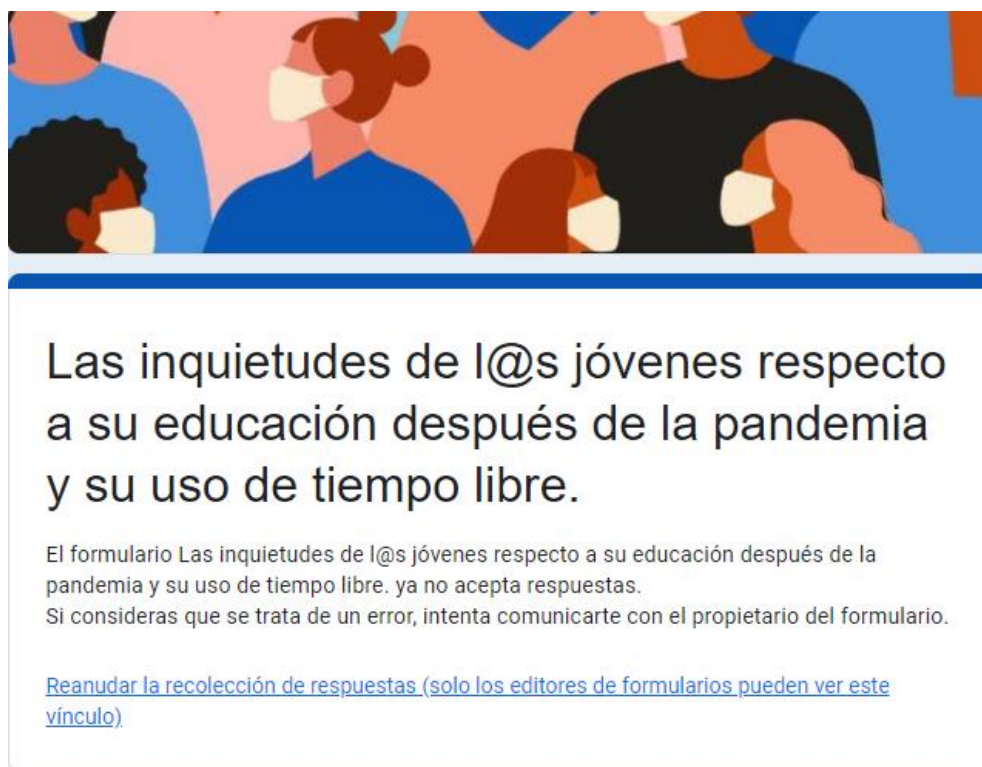 Las inquietudes de l@s jóvenes respecto
a su educación después de la pandemia
y su uso de tiempo libre.
El formulario Las inquietudes de l@s jóvenes respecto a su educación después de la
pandemia y su uso de tiempo libre. ya no acepta respuestas.
Si consideras que se trata de un error, intenta comunicarte con el propietario del formulario.
Reanudar la recolección de respuestas (solo los editores de formularios pueden ver este
vínculo)